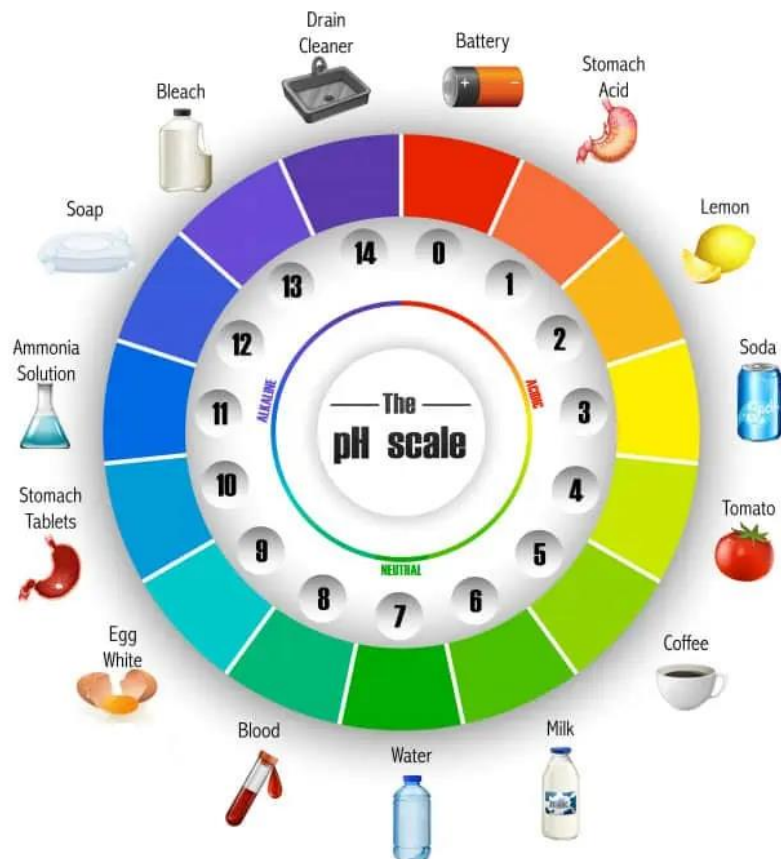 Drain
Cleaner
Battery
Stomach
Acid
Bleach
Soap
Lemon
14
0
13
1
12
2
Ammonia
Solution
Soda
ALKALINE
ACIDIC
The
pH scale
11
3
10
4
Stomach
Tablets
Tomato
9
5
NEUTRAL
8
7
6
Egg
White
Coffee
Blood
Water
Milk
milk